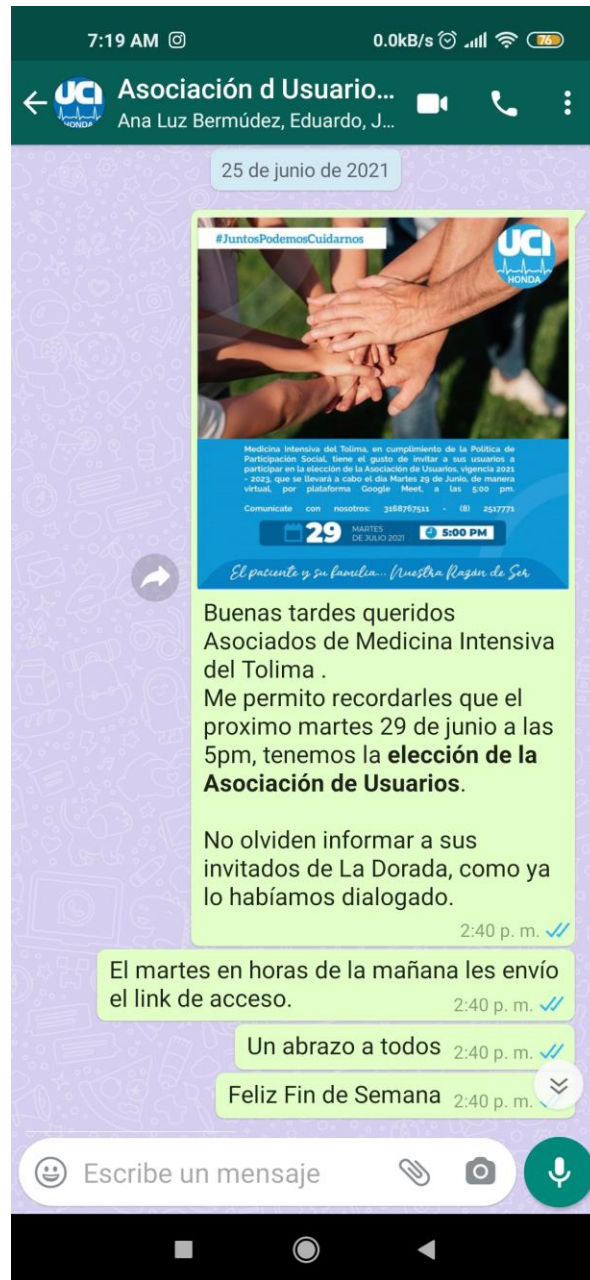 7:19 AM
0.0kB/s
76
UCI
HONDA
Asociación d Usuario...
Ana Luz Bermúdez, Eduardo, J...
25 de junio de 2021
#JuntosPodemosCuidarnos
UCI
HONDA
Medicina Intensiva del Tolima, en cumplimiento de la Política de
Participación Social, tiene el gusto de invitar a sus usuarios a
participar en la elección de la Asociación de Usuarios, vigencia 2021
- 2023, que se llevará a cabo el día Martes 29 de Junio, de manera
virtual, por plataforma Google Meet, a las 5:00 pm.
Comunícate con nosotros: 3168767511 - (8) 2517771
29 MARTES
DE JULIO 2021
5:00 PM
El paciente y su familia... Nuestra Razón de Ser
Buenas tardes queridos
Asociados de Medicina Intensiva
del Tolima .
Me permito recordarles que el
proximo martes 29 de junio a las
5pm, tenemos la elección de la
Asociación de Usuarios.
No olviden informar a sus
invitados de La Dorada, como ya
lo habíamos dialogado.
2:40 p. m.
El martes en horas de la mañana les envío
el link de acceso.
2:40 p. m.
Un abrazo a todos 2:40 p. m.
Feliz Fin de Semana 2:40 p. m.
Escribe un mensaje